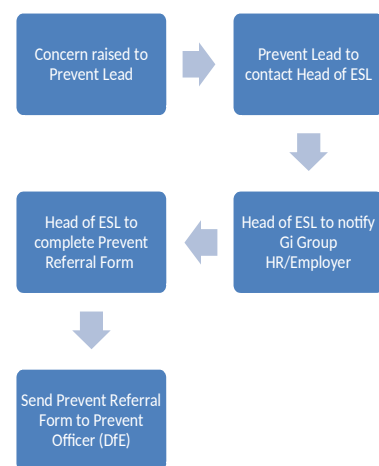 Concern raised to
Prevent Lead
Prevent Lead to
contact Head of ESL
Head of ESL to notify
Gi Group
HR/Employer
Head of ESL to
complete Prevent
Referral Form
Send Prevent Referral
Form to Prevent
Officer (DfE)